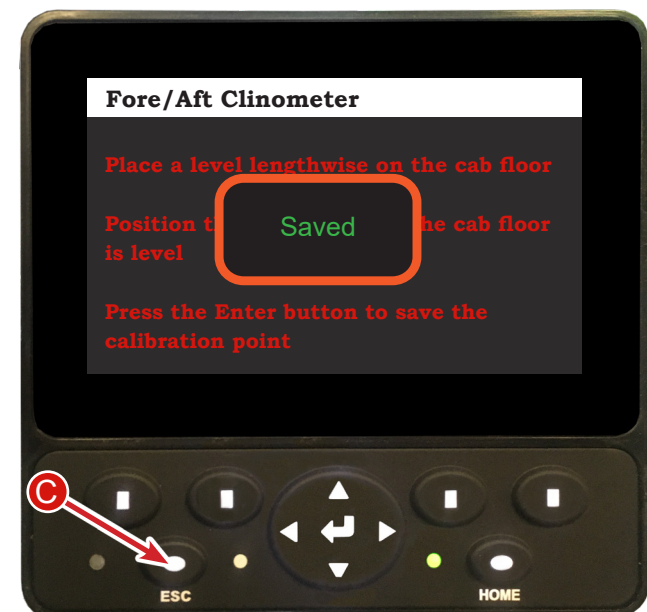 Fore/Aft Clinometer
Place a level lengthwise on the cab floor
Position t
Saved
he cab floor
is level
Press the Enter button to save the
calibration point
C
ESC
HOME